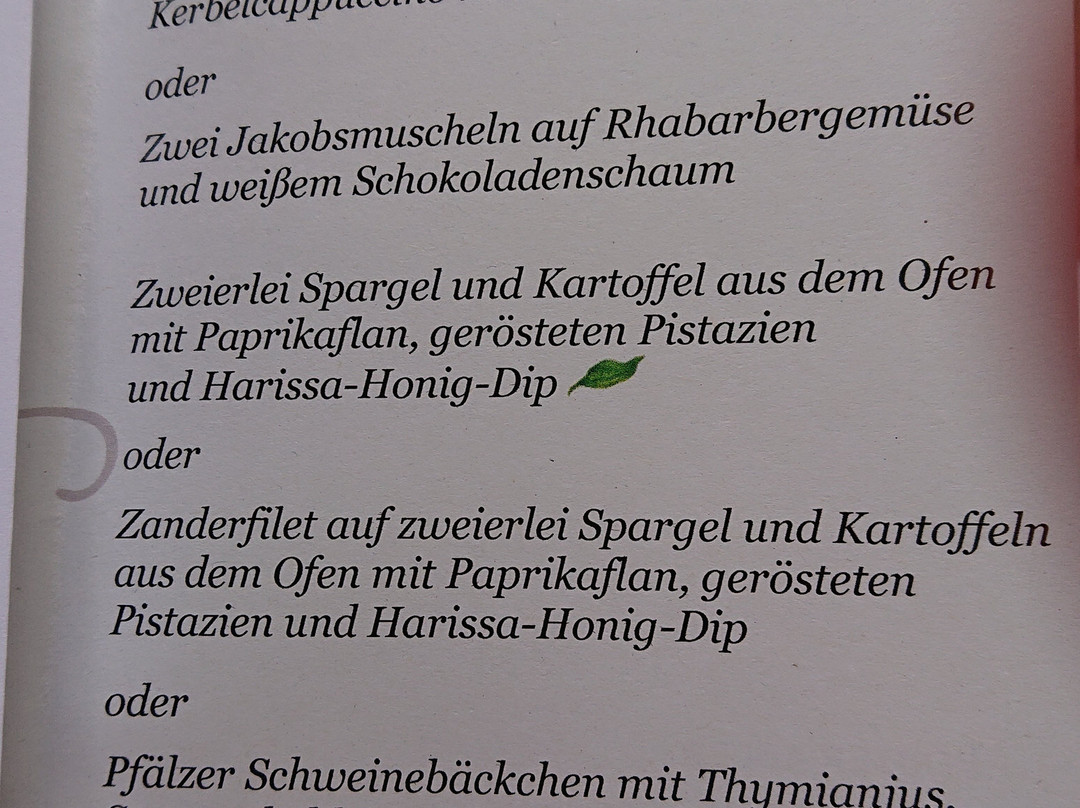 Kerbelcappuccino
oder
Zwei Jakobsmuscheln auf Rhabarbergemüse
und weißem Schokoladenschaum
Zweierlei Spargel und Kartoffel aus dem Ofen
mit Paprikaflan, gerösteten Pistazien
und Harissa-Honig-Dip
oder
Zanderfilet auf zweierlei Spargel und Kartoffeln
aus dem Ofen mit Paprikaflan, gerösteten
Pistazien und Harissa-Honig-Dip
oder
Pfälzer Schweinebäckchen mit Thymianjus,